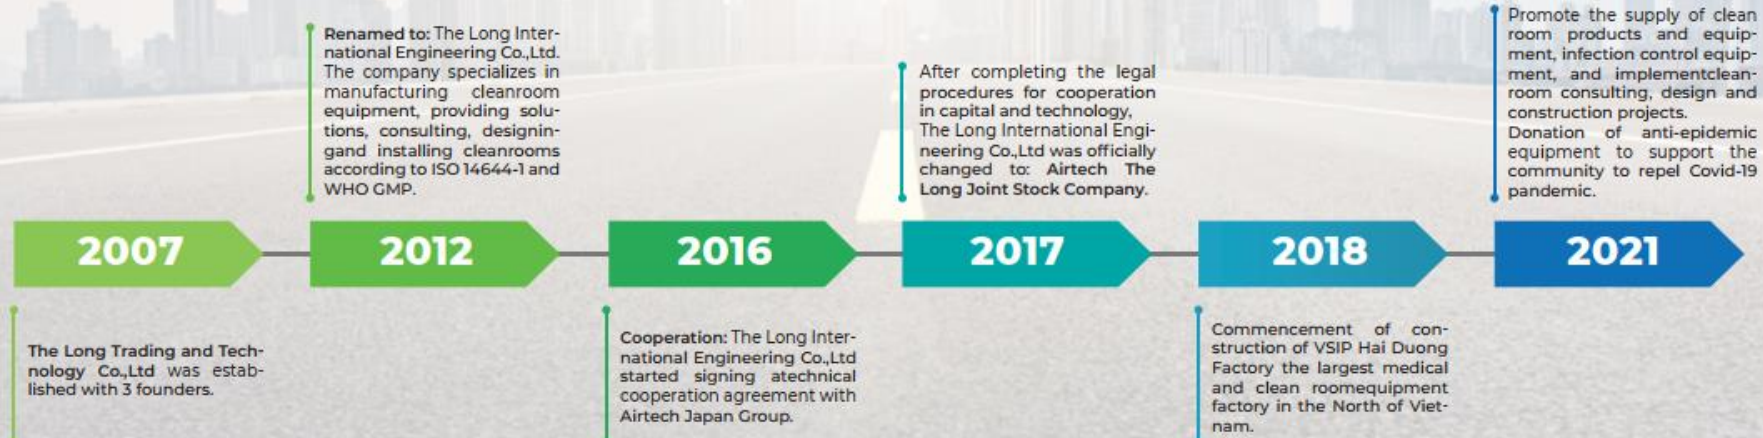 Renamed to: The Long Inter-
national Engineering Co.,Ltd.
The company specializes in
manufacturing cleanroom
equipment, providing solu-
tions, consulting, designin-
gand installing cleanrooms
according to ISO 14644-1 and
WHO GMP.
After completing the legal
procedures for cooperation
in capital and technology,
The Long International Engi-
neering Co.,Ltd was officially
changed to: Airtech The
Long Joint Stock Company.
Promote the supply of clean
room products and equip-
ment, infection control equip-
ment, and implementclean-
room consulting, design and
construction projects.
Donation of anti-epidemic
equipment to support the
community to repel Covid-19
pandemic.
2007
2012
2016
2017
2018
2021
The Long Trading and Tech-
nology Co.,Ltd was estab-
lished with 3 founders.
Cooperation: The Long Inter-
national Engineering Co.,Ltd
started signing atechnical
cooperation agreement with
Airtech Japan Group.
Commencement of con-
struction of VSIP Hai Duong
Factory the largest medical
and clean roomequipment
factory in the North of Viet-
nam.